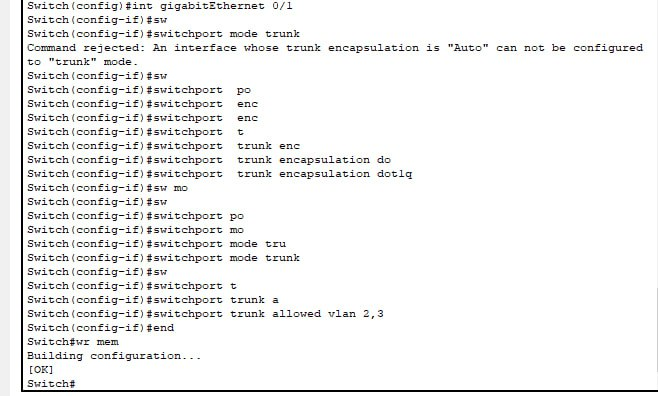 Switch(config)#int gigabitEthernet 0/1
Switch(config-if)#sw
Switch(config-if)#switchport mode trunk
Command rejected: An interface whose trunk encapsulation is "Auto" can not be configured
to "trunk" mode.
Switch(config-if)#sw
Switch(config-if)#switchport  po
Switch(config-if)#switchport  enc
Switch(config-if)#switchport  enc
Switch(config-if)#switchport  t
Switch(config-if)#switchport  trunk enc
Switch(config-if)#switchport  trunk encapsulation do
Switch(config-if)#switchport  trunk encapsulation dot1q
Switch(config-if)#sw mo
Switch(config-if)#sw
Switch(config-if)#switchport po
Switch(config-if)#switchport mo
Switch(config-if)#switchport mode tru
Switch(config-if)#switchport mode trunk
Switch(config-if)#sw
Switch(config-if)#switchport t
Switch(config-if)#switchport trunk a
Switch(config-if)#switchport trunk allowed vlan 2,3
Switch(config-if)#end
Switch#wr mem
Building configuration...
[OK]
Switch#